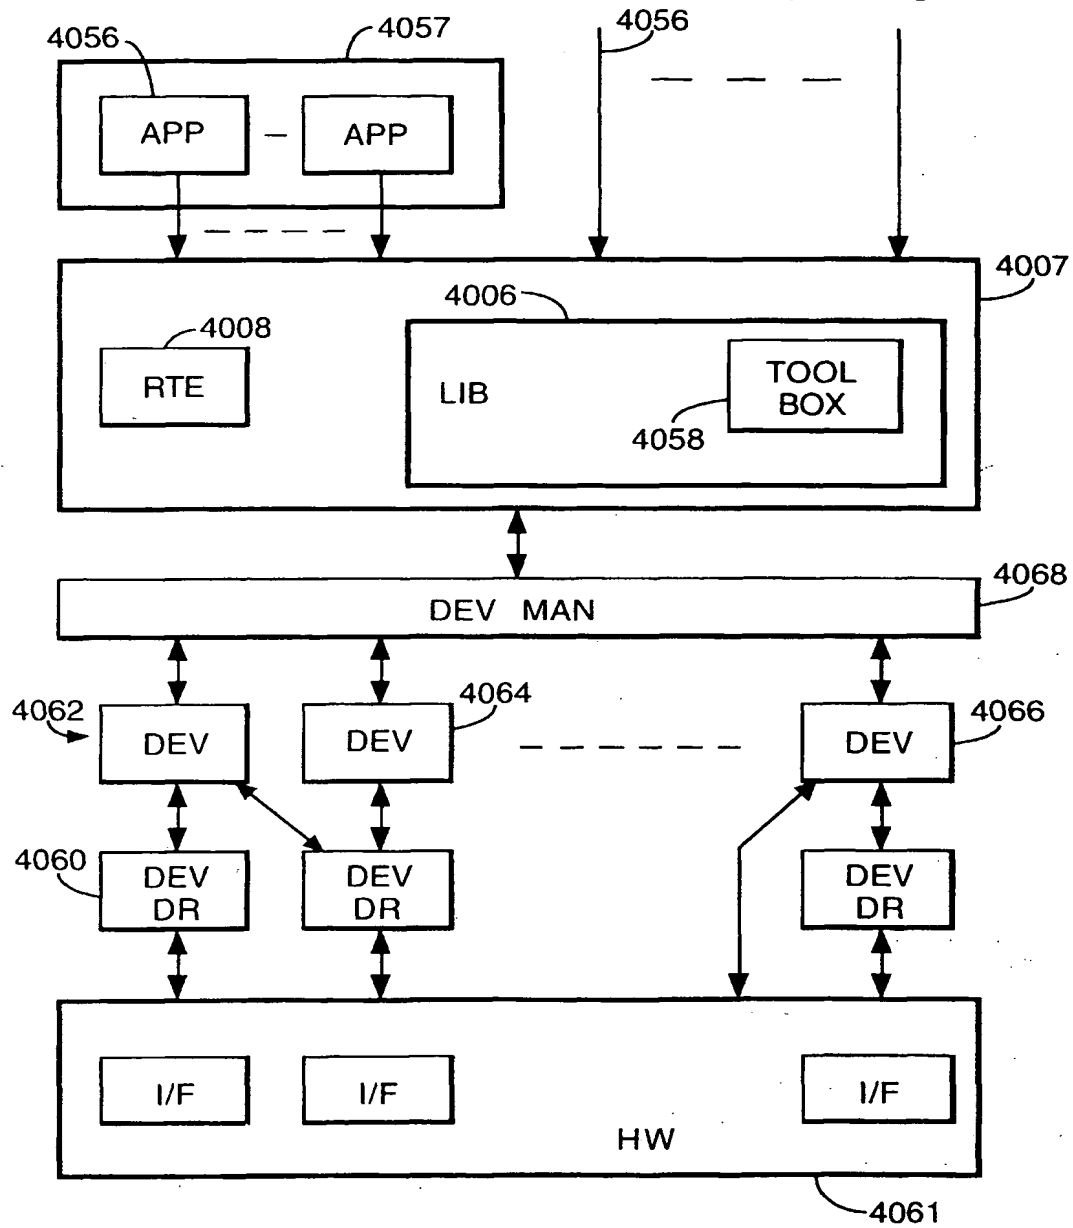 4056
4057
4056
APP
APP
4007
4006
4008
RTE
LIB
TOOL
BOX
4058
4068
DEV MAN
4062
4064
4066
DEV
DEV
DEV
4060
DEV
DR
DEV
DR
DEV
DR
I/F
I/F
I/F
HW
4061